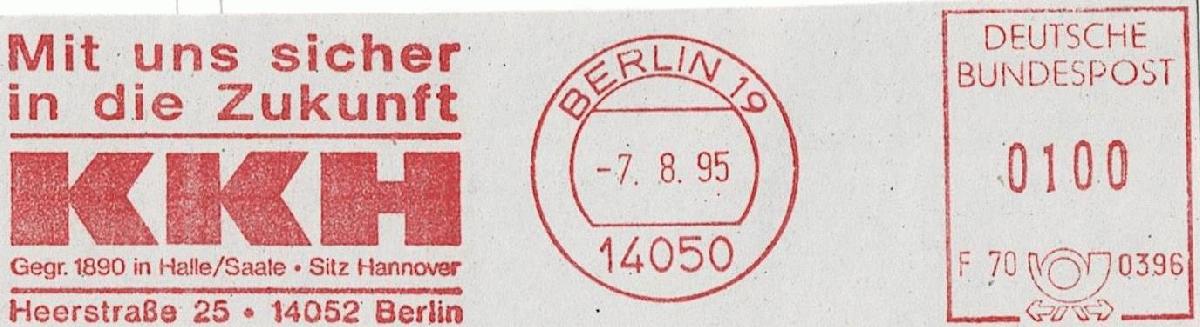 Mit uns sicher
in die Zukunft
KKH
Gegr. 1890 in Halle/Saale • Sitz Hannover
Heerstraße 25 • 14052 Berlin
BERLIN 19
-7. 8. 95
14050
DEUTSCHE
BUNDESPOST
0100
F 70 0396